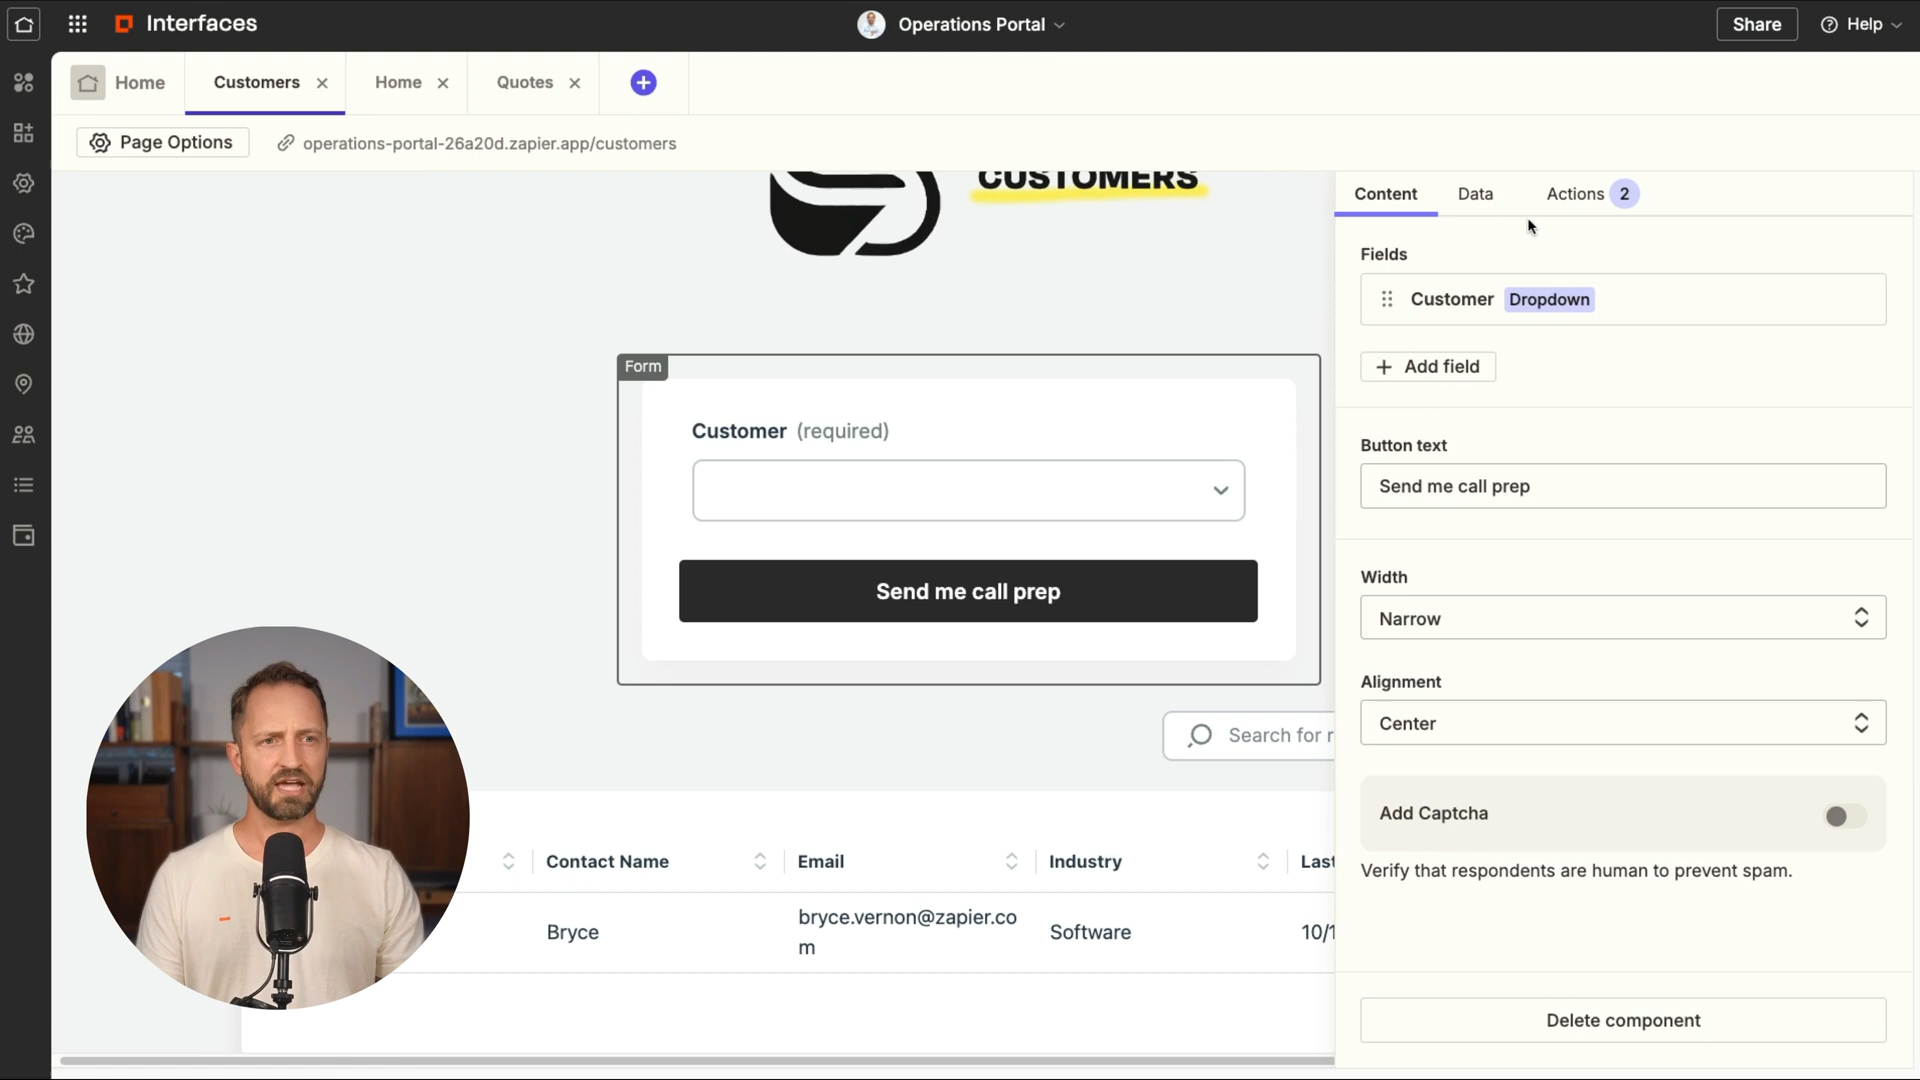 Interfaces
Operations Portal
Share
Help
Home
Customers
Home
Quotes
Page Options
operations-portal-26a20d.zapier.app/customers
CUSTOMERS
Form
Customer (required)
Send me call prep
Search for r
Contact Name
Email
Industry
Last
Bryce
bryce.vernon@zapier.co
m
Software
10/1
Content
Data
Actions 2
Fields
Customer Dropdown
Add field
Button text
Send me call prep
Width
Narrow
Alignment
Center
Add Captcha
Verify that respondents are human to prevent spam.
Delete component